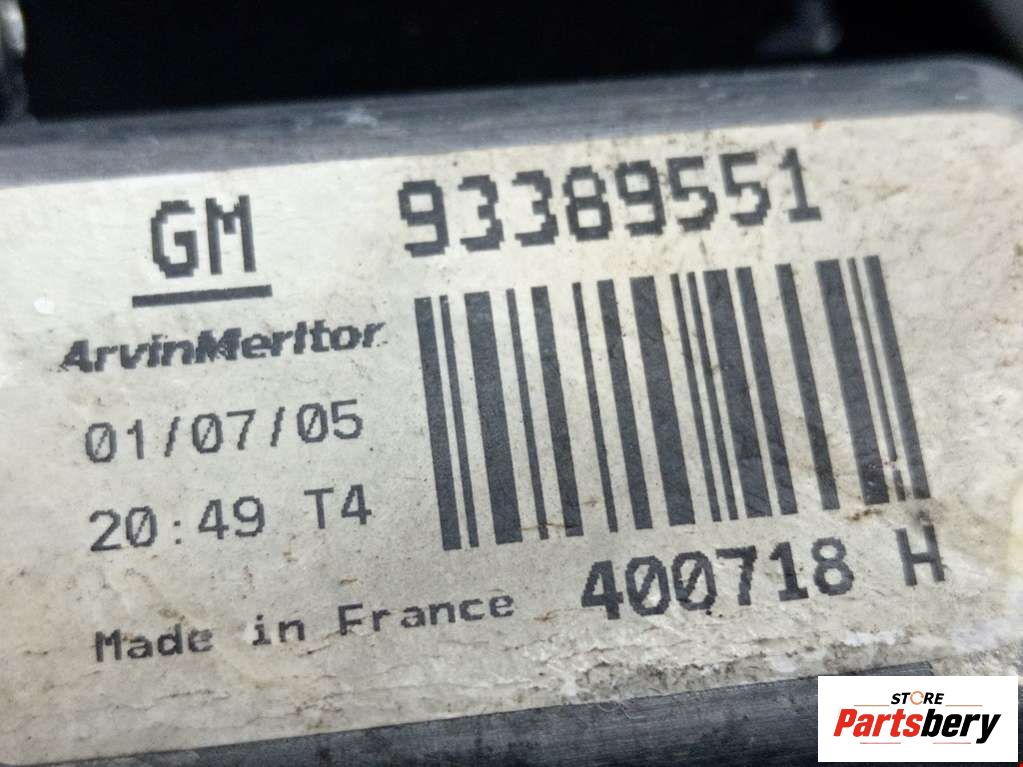 GM 93389551
ArvinMeritor
01/07/05
20:49 T4
400718 H
Made in France
STORE
Partsbery